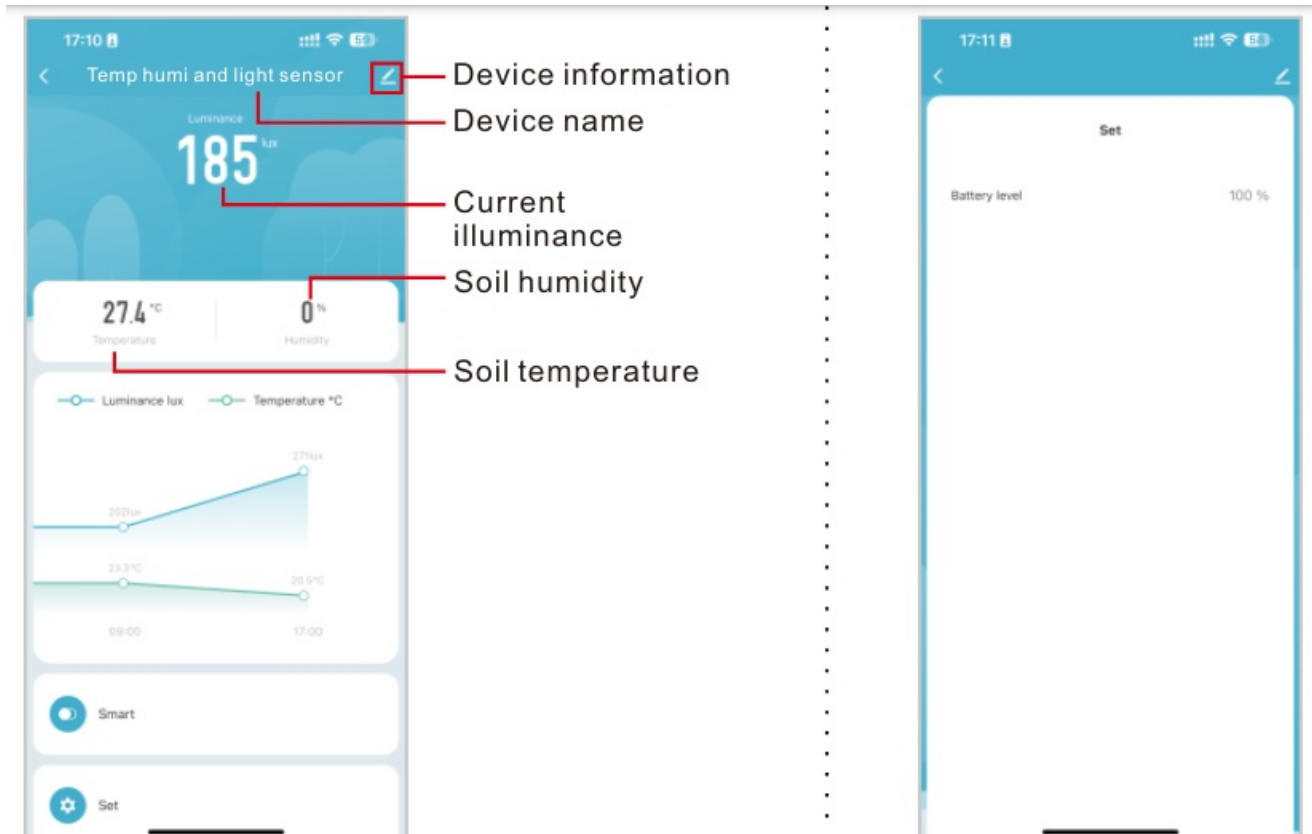 17:10
Temp humi and light sensor
Luminance
185 lux
27.4 °C
0 %
Temperature
Humidity
Luminance lux
Temperature °C
271lux
202lux
23.3°C
20.5°C
09:00
17:00
Smart
Set
Device information
Device name
Current
illuminance
Soil humidity
Soil temperature
17:11
Set
Battery level
100 %